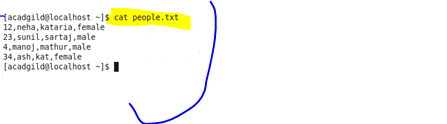 [acadgild@localhost ~]$ cat people.txt
12,neha,kataria,female
23,sunil,sartaj,male
4,manoj,mathur,male
34,ash,kat,female
[acadgild@localhost ~]$